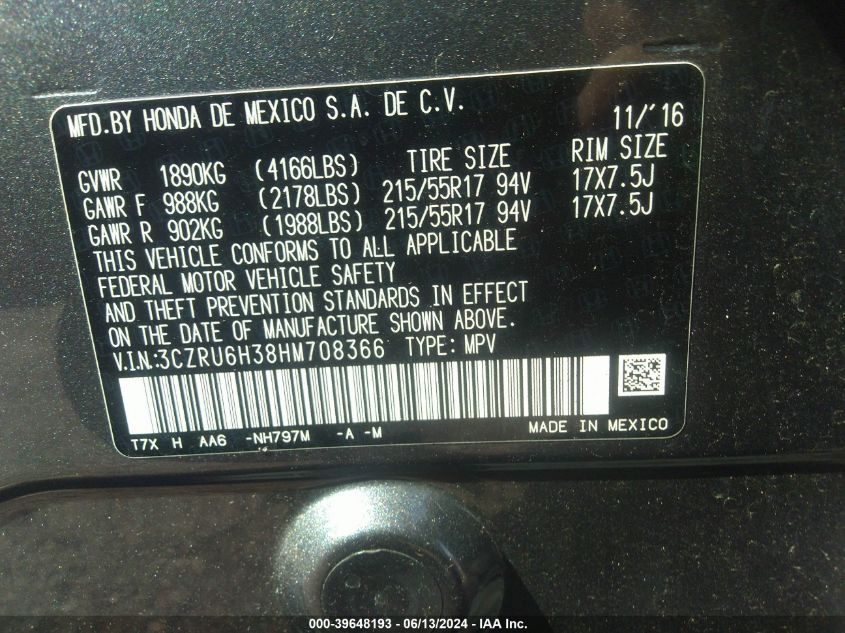 MFD.BY HONDA DE MEXICO S.A. DE C.V. 11/'16
GVWR 1890KG (4166LBS) TIRE SIZE RIM SIZE
GAWR F 988KG (2178LBS) 215/55R17 94V 17X7.5J
GAWR R 902KG (1988LBS) 215/55R17 94V 17X7.5J
THIS VEHICLE CONFORMS TO ALL APPLICABLE
FEDERAL MOTOR VEHICLE SAFETY
AND THEFT PREVENTION STANDARDS IN EFFECT
ON THE DATE OF MANUFACTURE SHOWN ABOVE.
V.I.N.:3CZRU6H38HM708366 TYPE: MPV
T7X H AA6 -NH797M -A -M MADE IN MEXICO
000-39648193 - 06/13/2024 - IAA Inc.